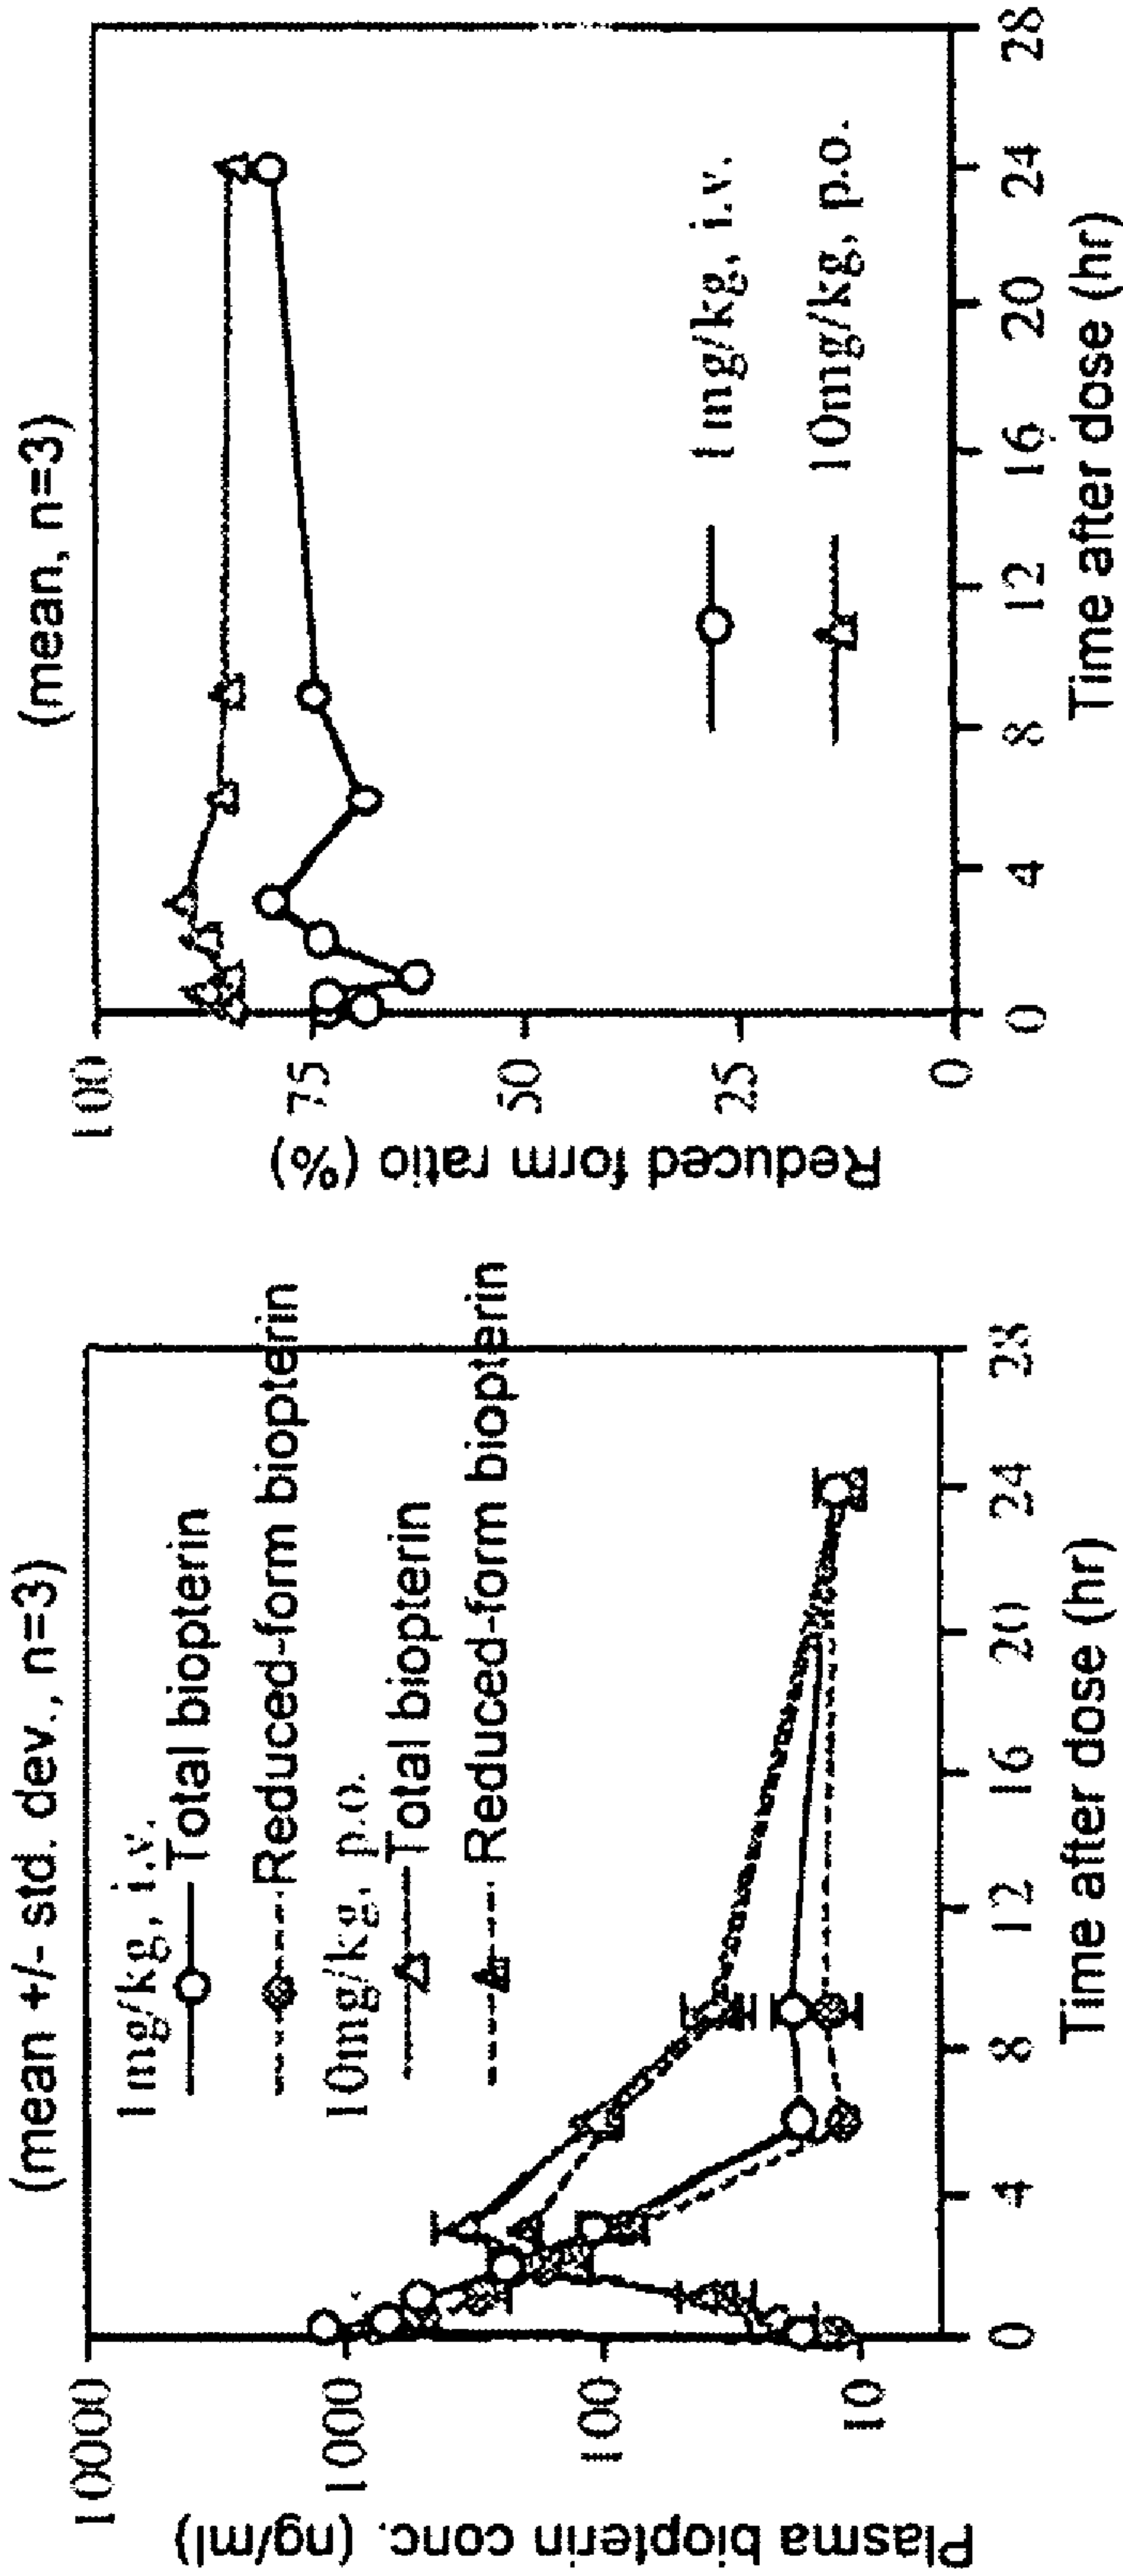 (mean +/- std. dev., n=3)
10000
1000
100
10
Plasma biopterin conc. (ng/ml)
1mg/kg, i.v.
Total biopterin
Reduced-form biopterin
10mg/kg, p.o.
Total biopterin
Reduced-form biopterin
0 4 8 12 16 20 24 28
Time after dose (hr)
(mean, n=3)
100
75
50
25
0
Reduced form ratio (%)
1mg/kg, i.v.
10mg/kg, p.o.
0 4 8 12 16 20 24 28
Time after dose (hr)